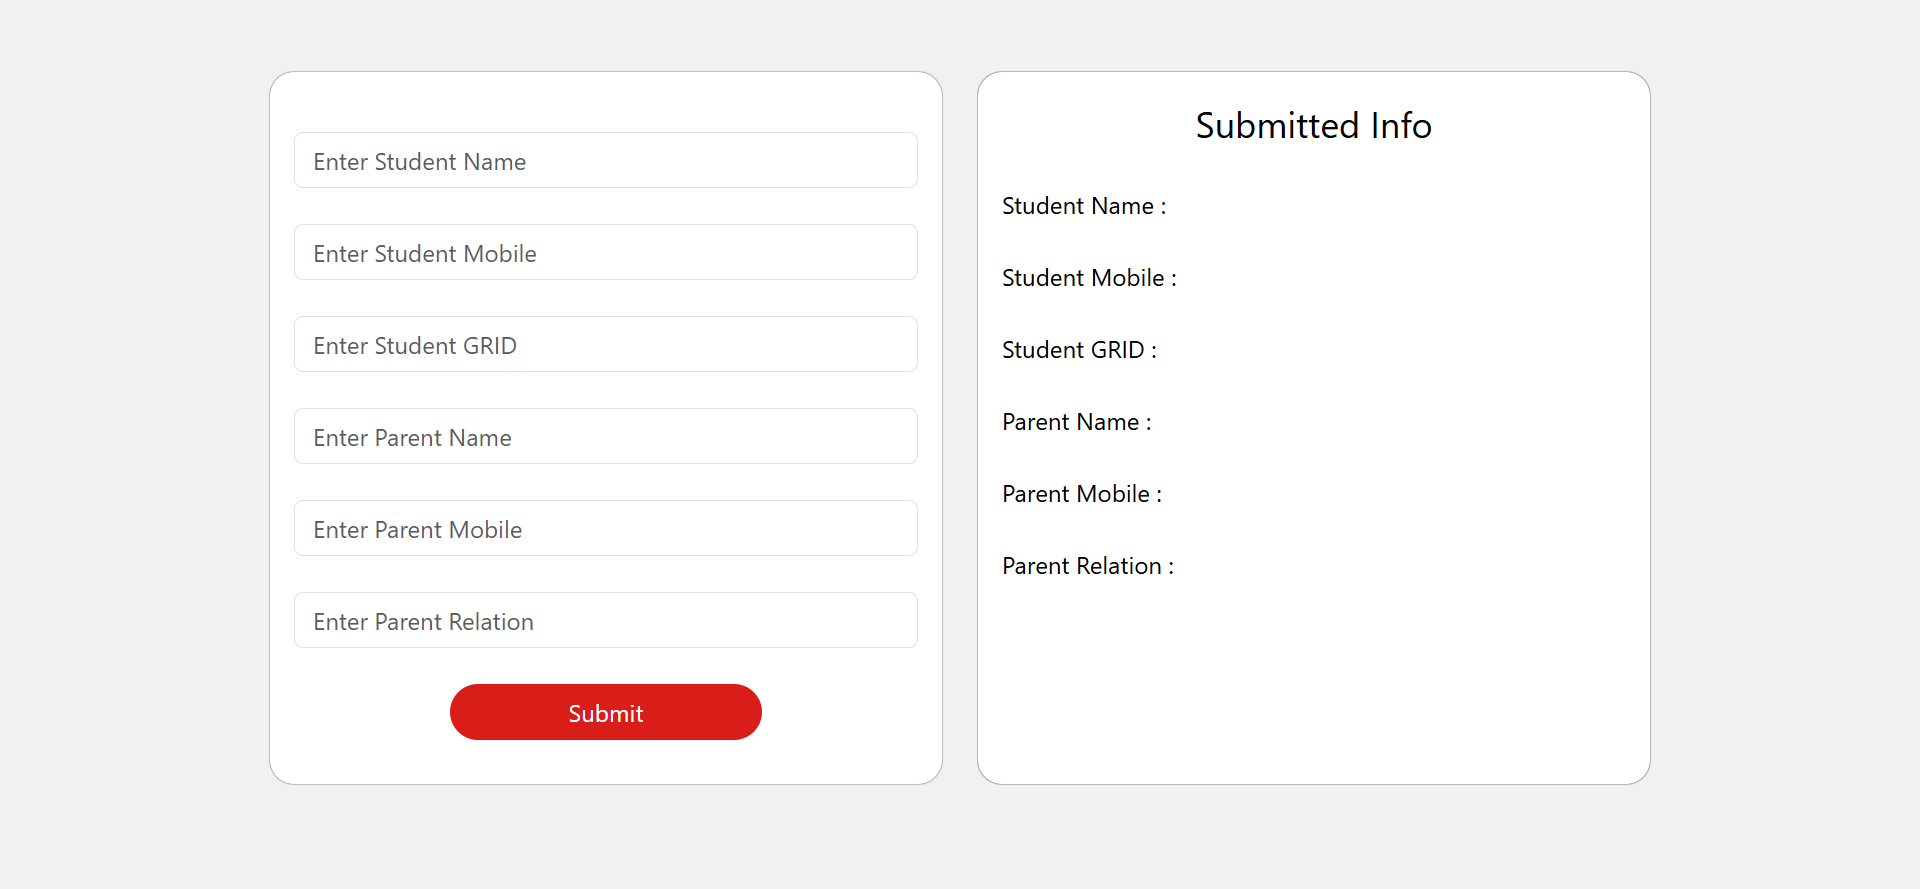 Enter Student Name
Enter Student Mobile
Enter Student GRID
Enter Parent Name
Enter Parent Mobile
Enter Parent Relation
Submit
Submitted Info
Student Name :
Student Mobile :
Student GRID :
Parent Name :
Parent Mobile :
Parent Relation :